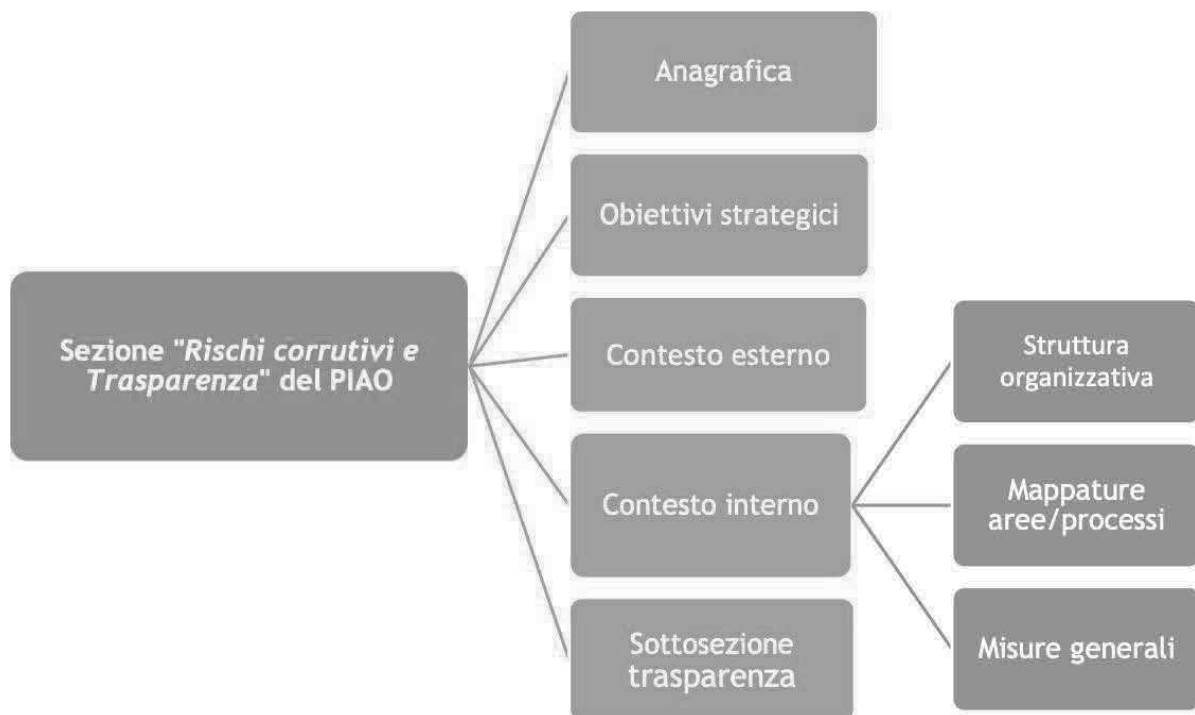 Sezione "Rischi corrutivi e
Trasparenza" del PIAO
Anagrafica
Obiettivi strategici
Contesto esterno
Contesto interno
Sottosezione
trasparenza
Struttura
organizzativa
Mappature
aree/processi
Misure generali